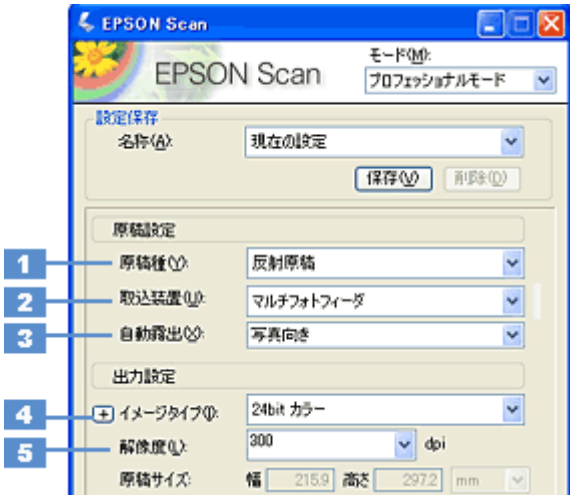 EPSON Scan
EPSON Scan
モード(M):
プロフェッショナルモード
設定保存
名称(A):
現在の設定
保存(V)
削除(D)
原稿設定
1
原稿種(Y):
反射原稿
2
取込装置(U):
マルチフォトフィーダ
3
自動露出(X):
写真向き
出力設定
4
+ イメージタイプ(I):
24bit カラー
5
解像度(L):
300
dpi
原稿サイズ:
幅 215.9 高さ 297.2 mm